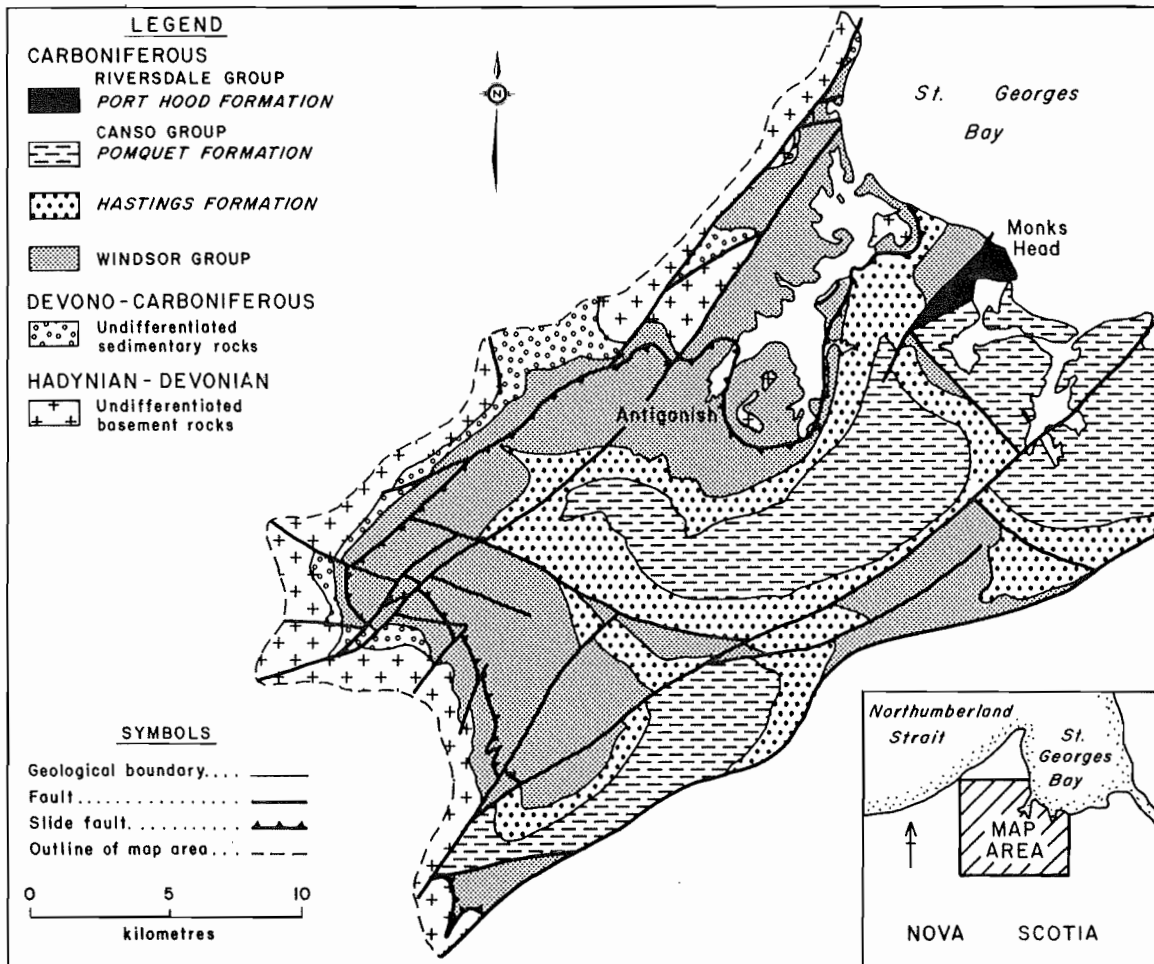 LEGEND
CARBONIFEROUS
RIVERSDALE GROUP
PORT HOOD FORMATION
CANSO GROUP
POMQUET FORMATION
HASTINGS FORMATION
WINDSOR GROUP
DEVONO-CARBONIFEROUS
Undifferentiated
sedimentary rocks
HADYNIAN-DEVONIAN
Undifferentiated
basement rocks
N
St. Georges
Bay
Monks
Head
Antigonish
SYMBOLS
Geological boundary....
Fault..................
Slide fault............
Outline of map area...
0 5 10
kilometres
Northumberland
Strait
St.
Georges
Bay
MAP
AREA
NOVA SCOTIA